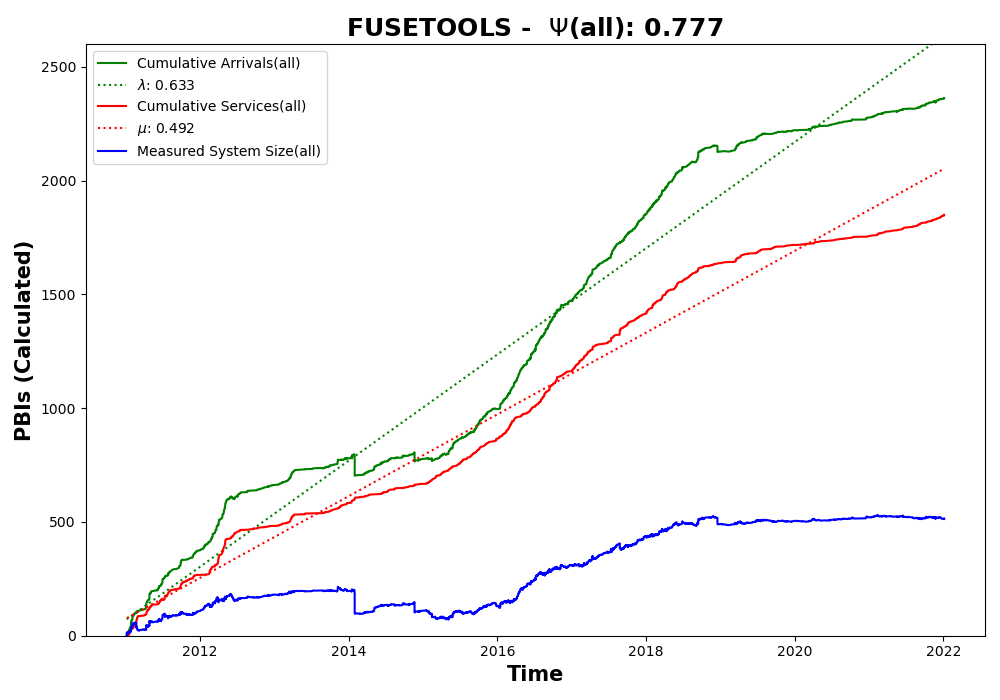 FUSETOOLS - Ψ(all): 0.777
Cumulative Arrivals(all)
λ: 0.633
Cumulative Services(all)
μ: 0.492
Measured System Size(all)
PBIs (Calculated)
2500
2000
1500
1000
500
0
2012 2014 2016 2018 2020 2022
Time